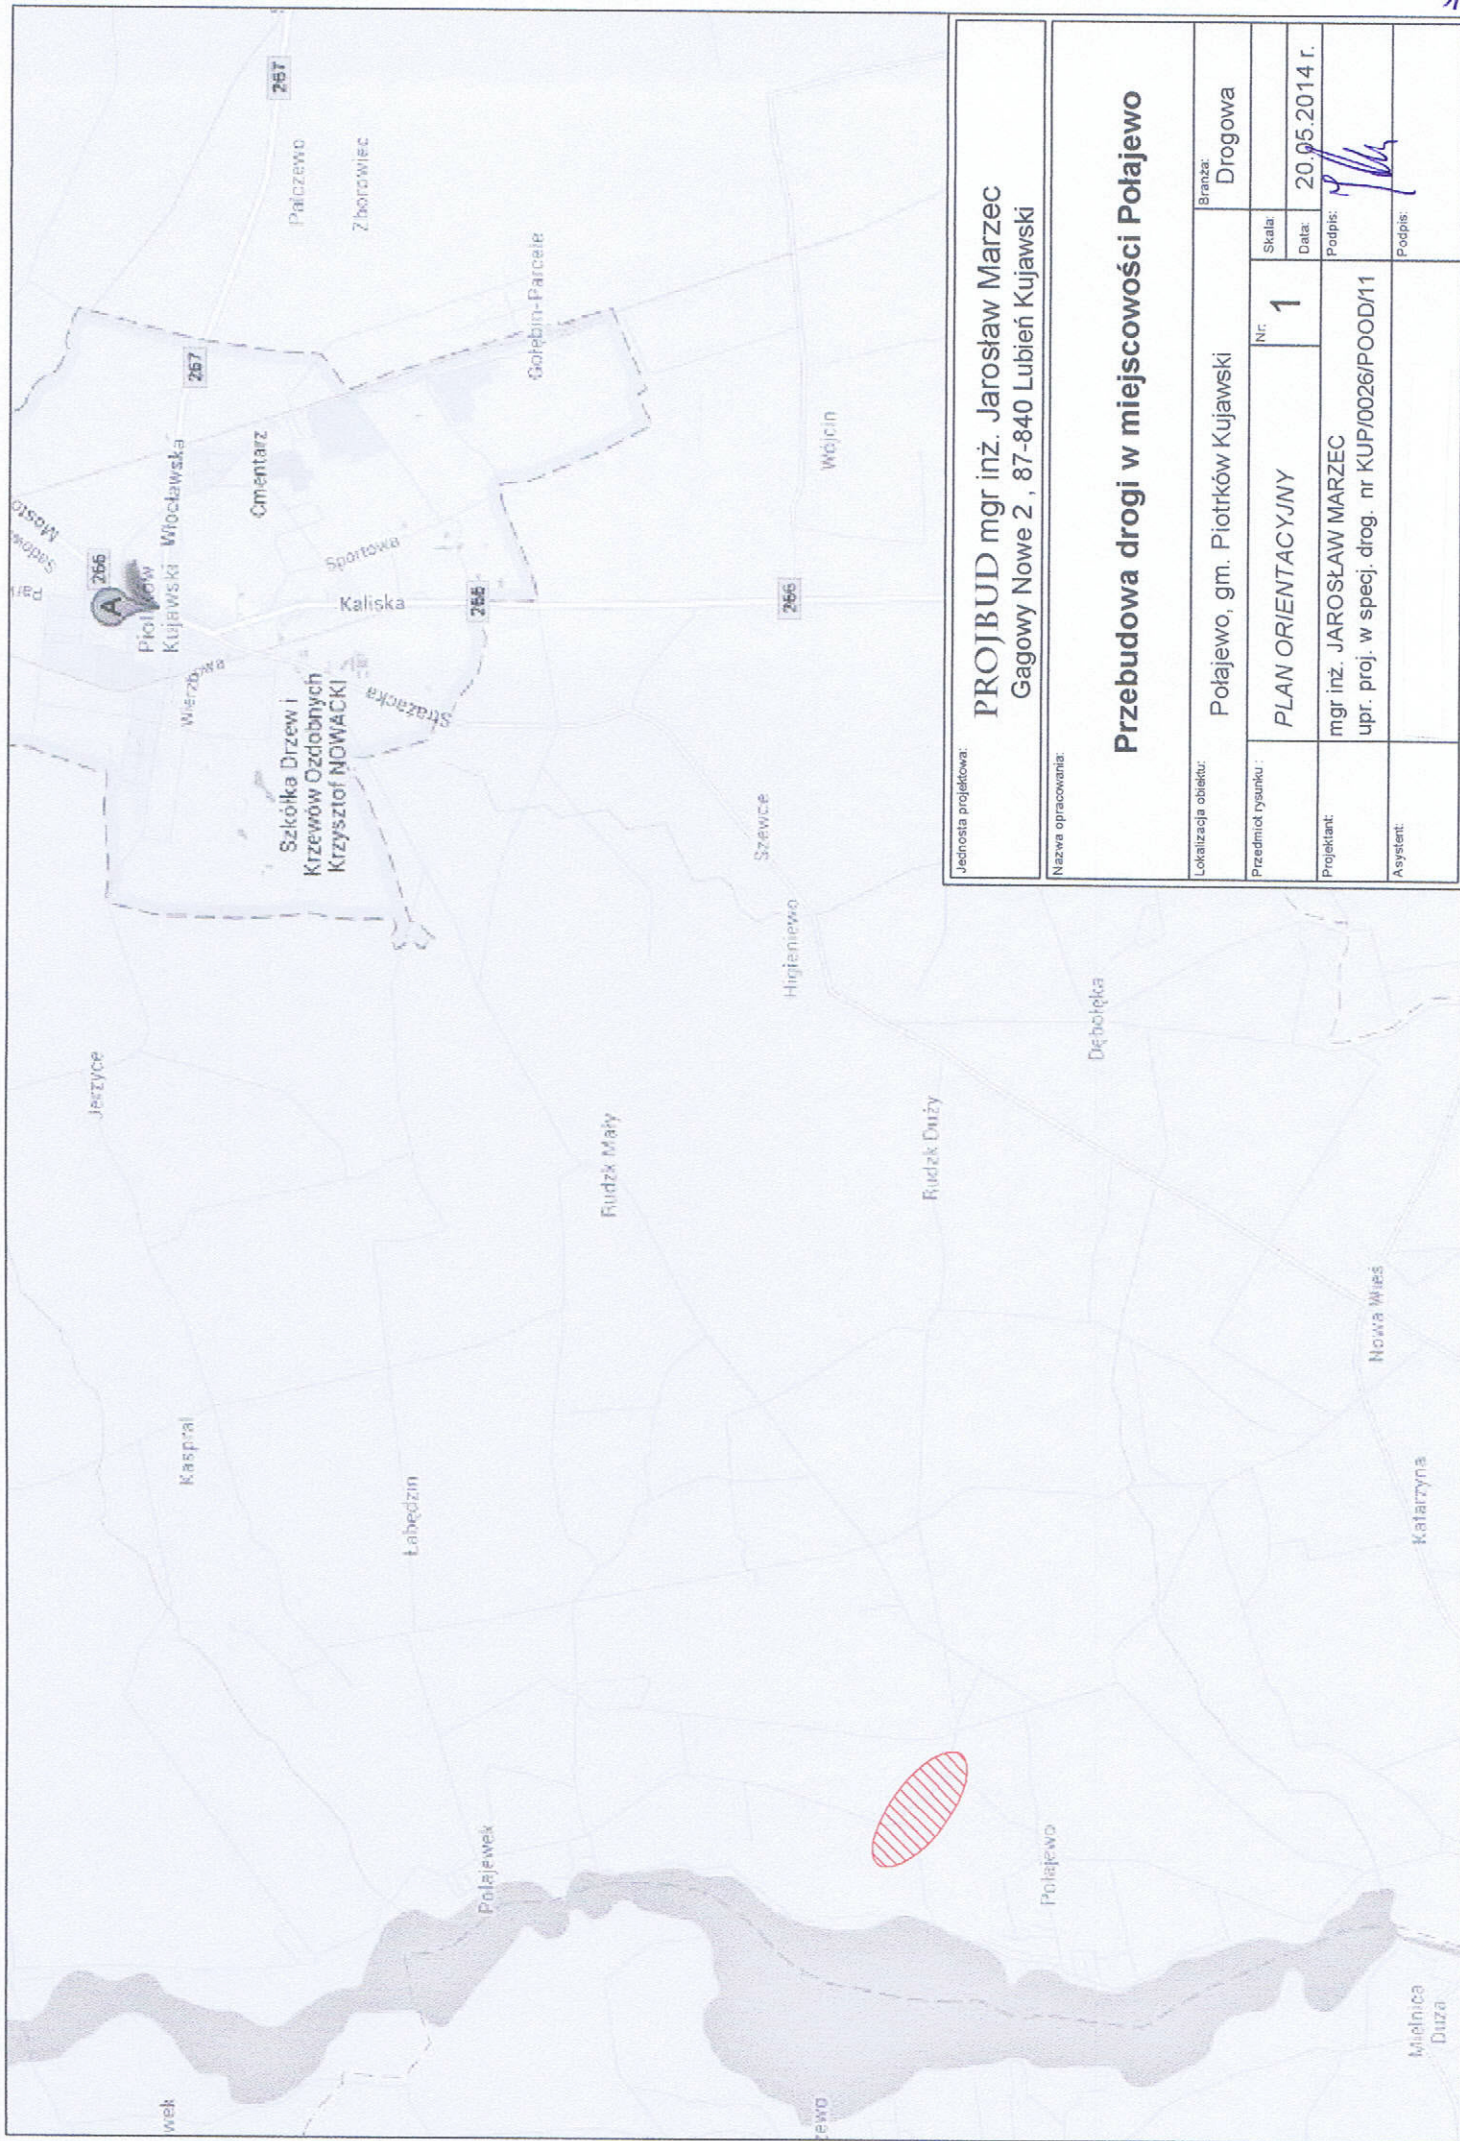 wek
Kaspral
Jerzyce
Szkółka Drzew i
Krzewów Ozdobnych
Krzysztof NOWACKI
Wierzbowa
Strażacka
Kujawski
266
Włocławska
Sadowa
Cmentarz
Sportowa
Kaliska
266
267
267
Palczewo
Zborowiec
Gołębin-Parcele
Połajewek
Łabędzin
Rudzk Mały
Szewce
266
Wójcin
Higieniewo
zewo
Połajewo
Rudzk Duży
Dębołęka
Mielnica
Duża
Katarzyna
Nowa Wieś
Jednosta projektowa:
PROJBUD mgr inż. Jarosław Marzec
Gagowy Nowe 2 , 87-840 Lubień Kujawski
Nazwa opracowania:
Przebudowa drogi w miejscowości Połajewo
Lokalizacja obiektu:
Połajewo, gm. Piotrków Kujawski
Branża:
Drogowa
Przedmiot rysunku :
PLAN ORIENTACYJNY
Nr:
1
Skala:
Data:
20.05.2014 r.
Projektant:
mgr inż. JAROSŁAW MARZEC
upr. proj. w specj. drog. nr KUP/0026/POOD/11
Podpis:
Asystent:
Podpis:
A